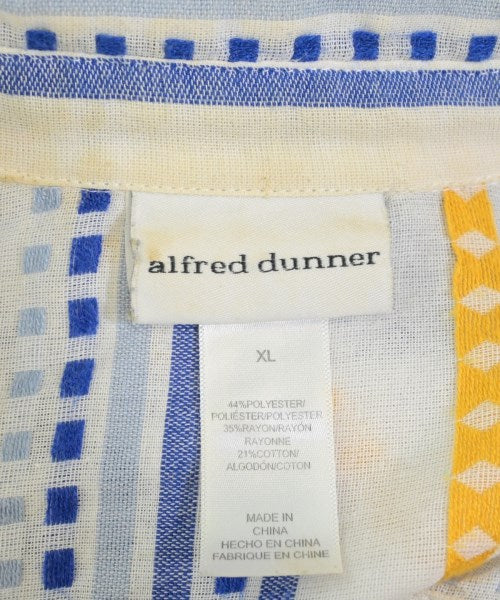 alfred dunner
XL
44%POLYESTER/
POLIÉSTER/POLYESTER
35%RAYON/RAYÓN/
RAYONNE
21%COTTON/
ALGODÓN/COTON
MADE IN
CHINA
HECHO EN CHINA
FABRIQUE EN CHINE